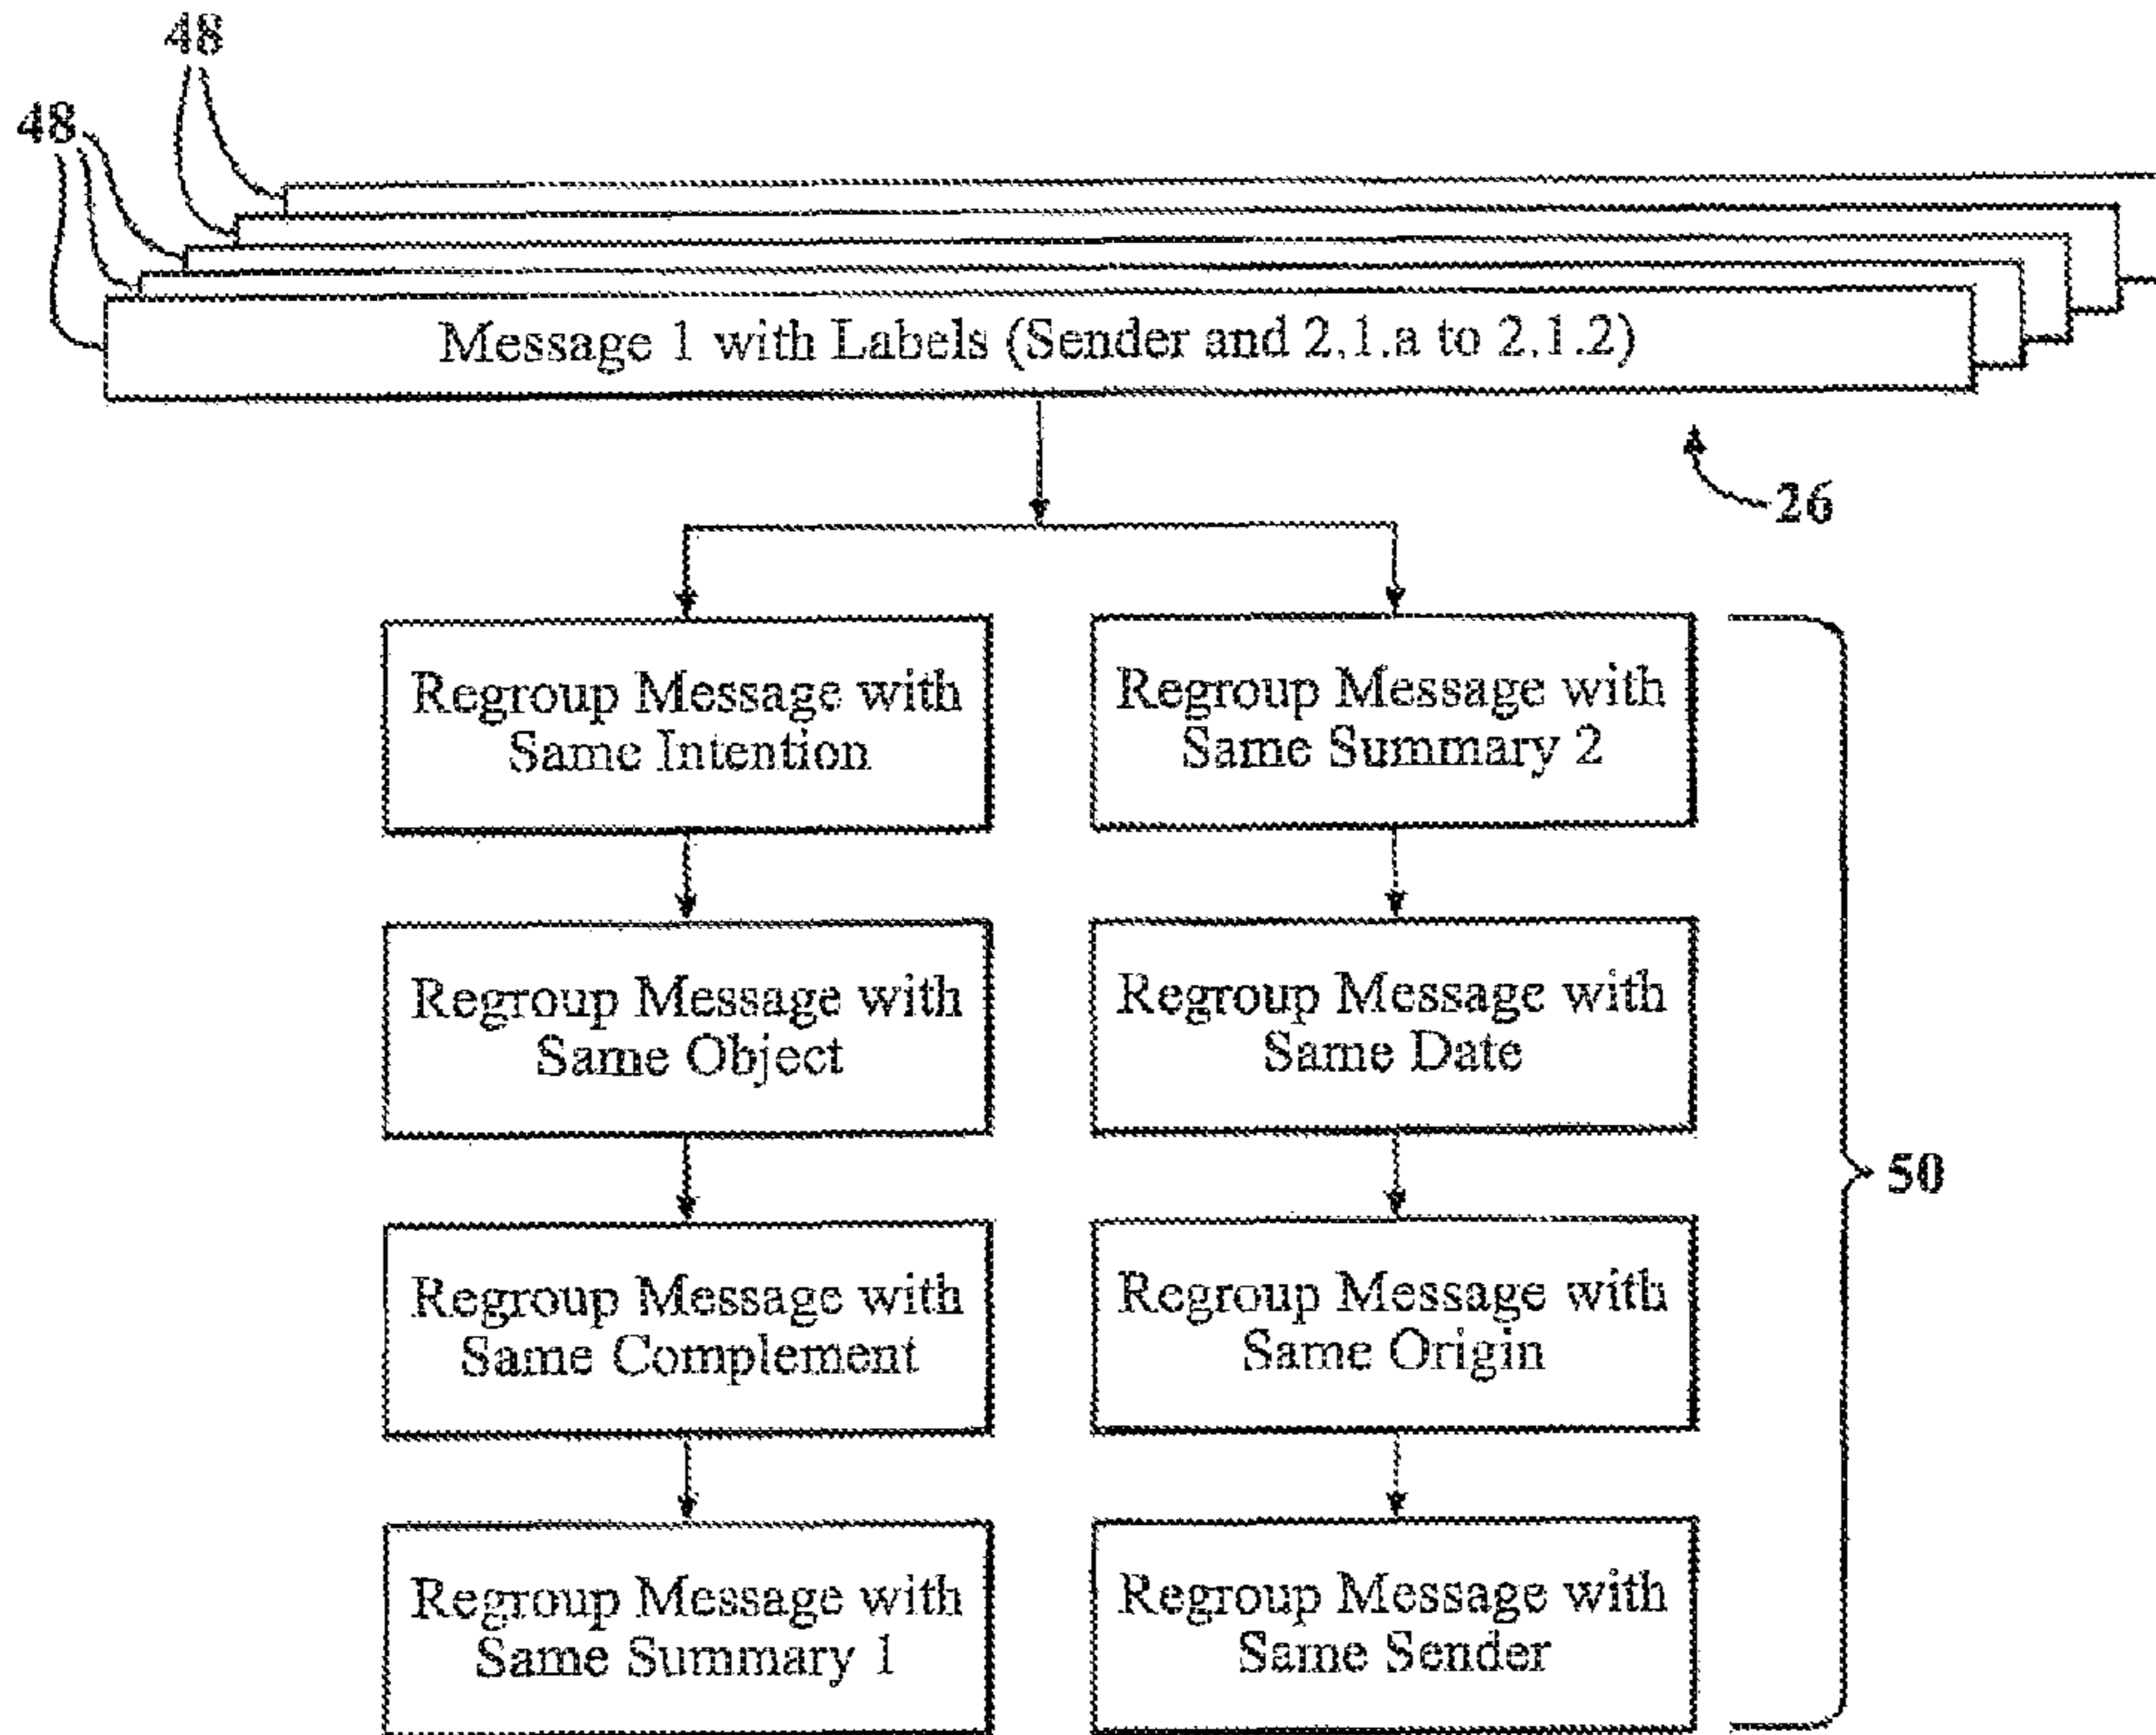 48
48
Message 1 with Labels (Sender and 2.1.a to 2.1.2)
26
Regroup Message with
Same Intention
Regroup Message with
Same Summary 2
Regroup Message with
Same Object
Regroup Message with
Same Date
50
Regroup Message with
Same Complement
Regroup Message with
Same Origin
Regroup Message with
Same Summary 1
Regroup Message with
Same Sender